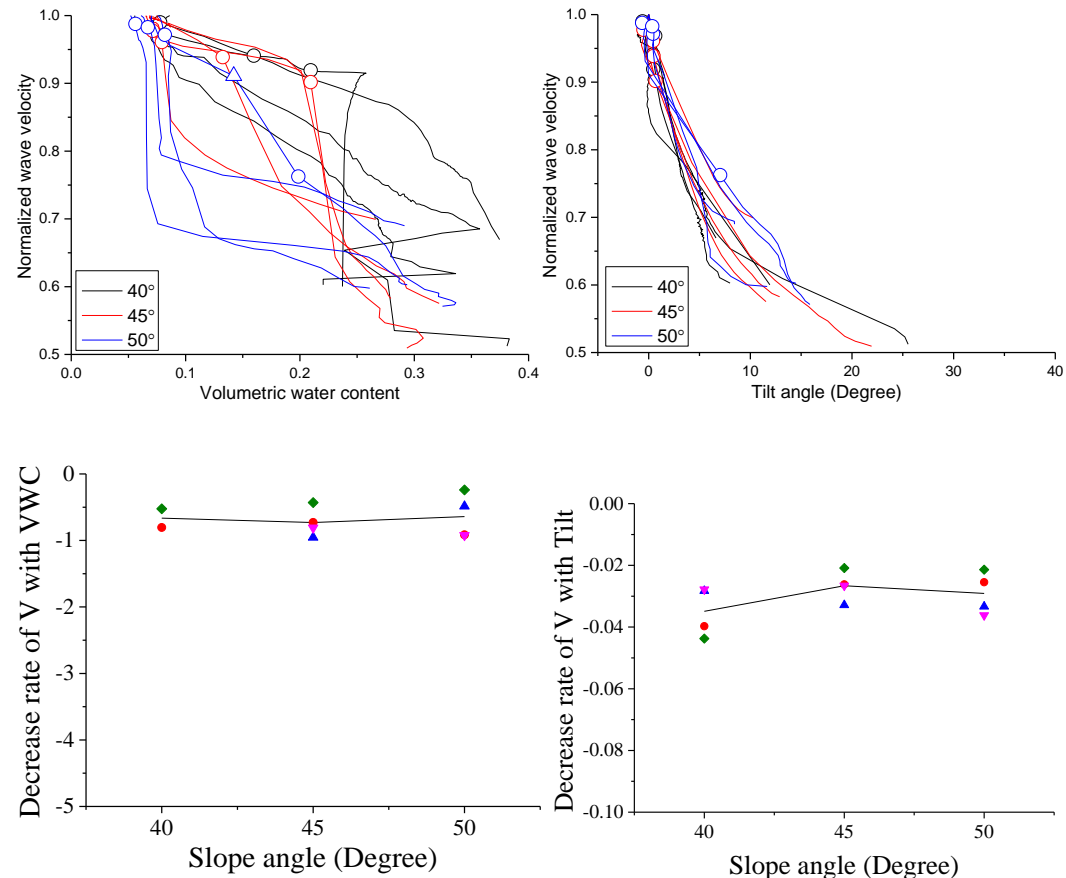 1.0
0.9
0.8
0.7
0.6
0.5
Normalized wave velocity
40°
45°
50°
0.0 0.1 0.2 0.3 0.4
Volumetric water content
1.0
0.9
0.8
0.7
0.6
0.5
Normalized wave velocity
40°
45°
50°
0 10 20 30 40
Tilt angle (Degree)
0
-1
-2
-3
-4
-5
Decrease rate of V with VWC
40 45 50
Slope angle (Degree)
0.00
-0.02
-0.04
-0.06
-0.08
-0.10
Decrease rate of V with Tilt
40 45 50
Slope angle (Degree)